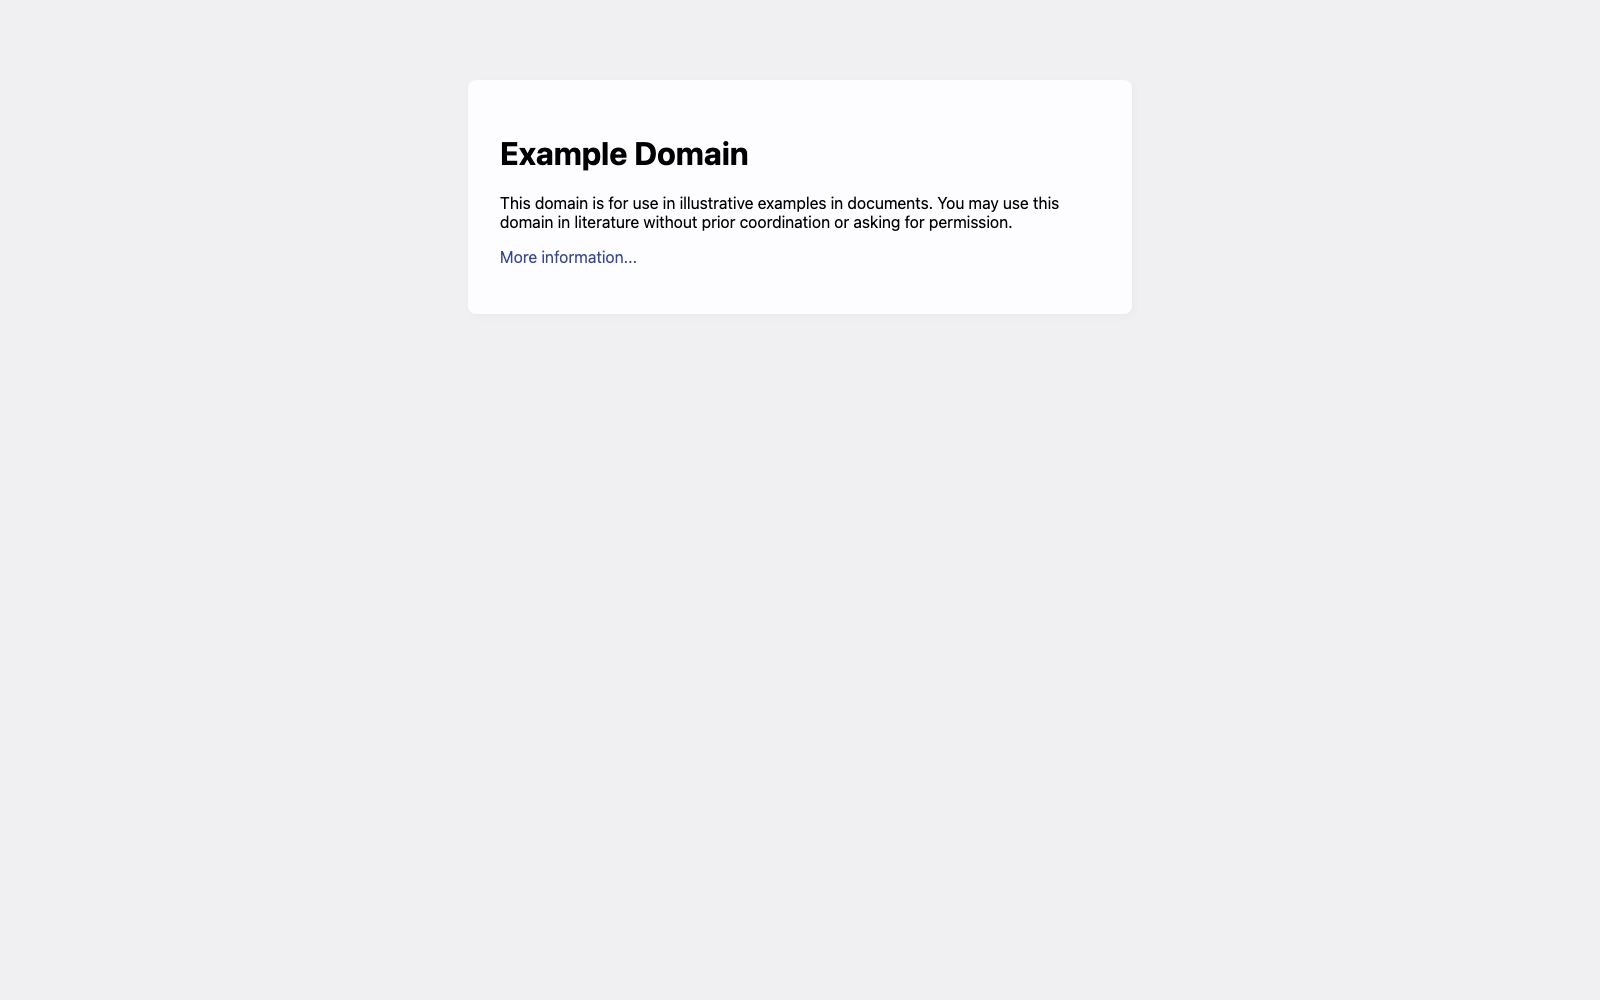 Example Domain
This domain is for use in illustrative examples in documents. You may use this
domain in literature without prior coordination or asking for permission.
More information...